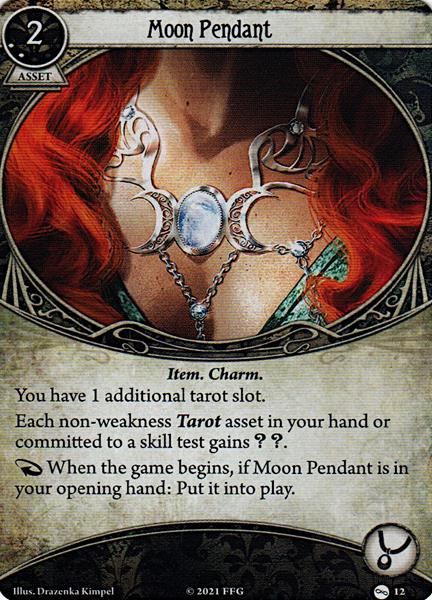 2
Moon Pendant
ASSET
Item. Charm.
You have 1 additional tarot slot.
Each non-weakness Tarot asset in your hand or
committed to a skill test gains ? ?.
When the game begins, if Moon Pendant is in
your opening hand: Put it into play.
Illus. Drazenka Kimpel
© 2021 FFG
12